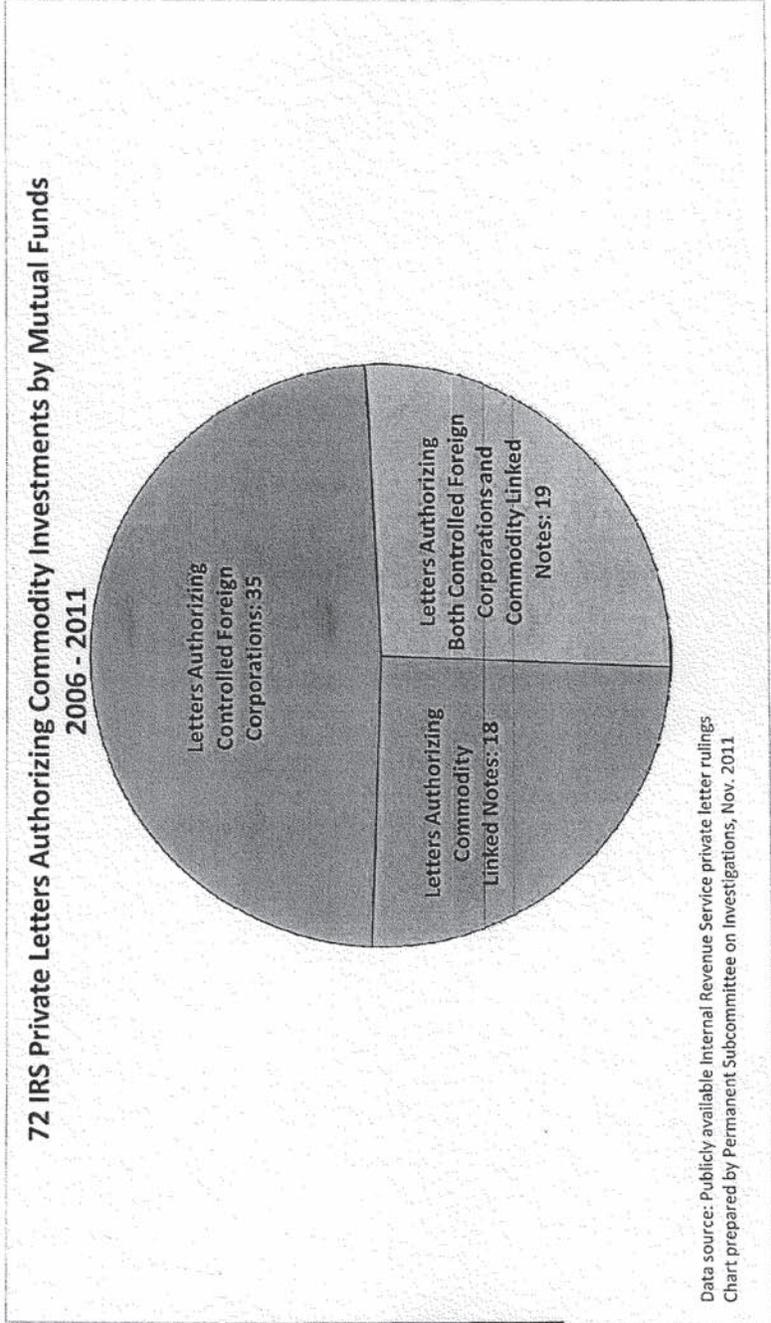 72 IRS Private Letters Authorizing Commodity Investments by Mutual Funds
2006 - 2011
Letters Authorizing
Controlled Foreign
Corporations: 35
Letters Authorizing
Commodity
Linked Notes: 18
Letters Authorizing
Both Controlled Foreign
Corporations and
Commodity Linked
Notes: 19
Data source: Publicly available Internal Revenue Service private letter rulings
Chart prepared by Permanent Subcommittee on Investigations, Nov. 2011